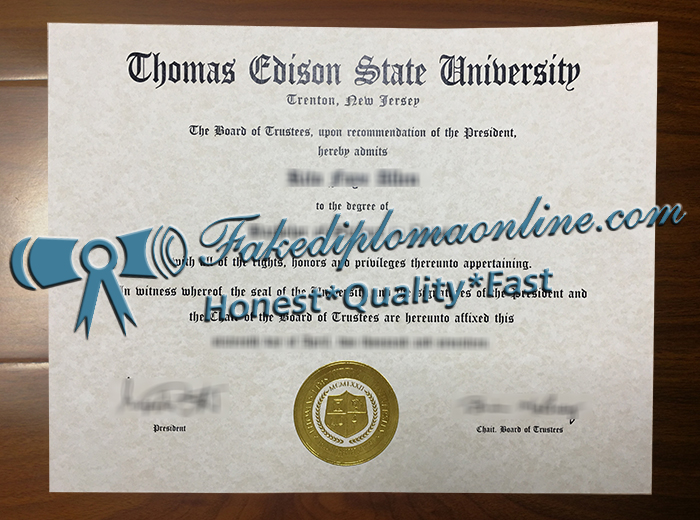 Thomas Edison State University
Trenton, New Jersey
The Board of Trustees, upon recommendation of the President,
hereby admits
to the degree of
© Fakediplomaonline.com
with all of the rights, honors and privileges thereunto appertaining.
Honest*Quality*Fast
In witness whereof, the seal of the University and the signatures of the President and
the Chair of the Board of Trustees are hereunto affixed this
MCMLXXII
President
Chair. Board of Trustees